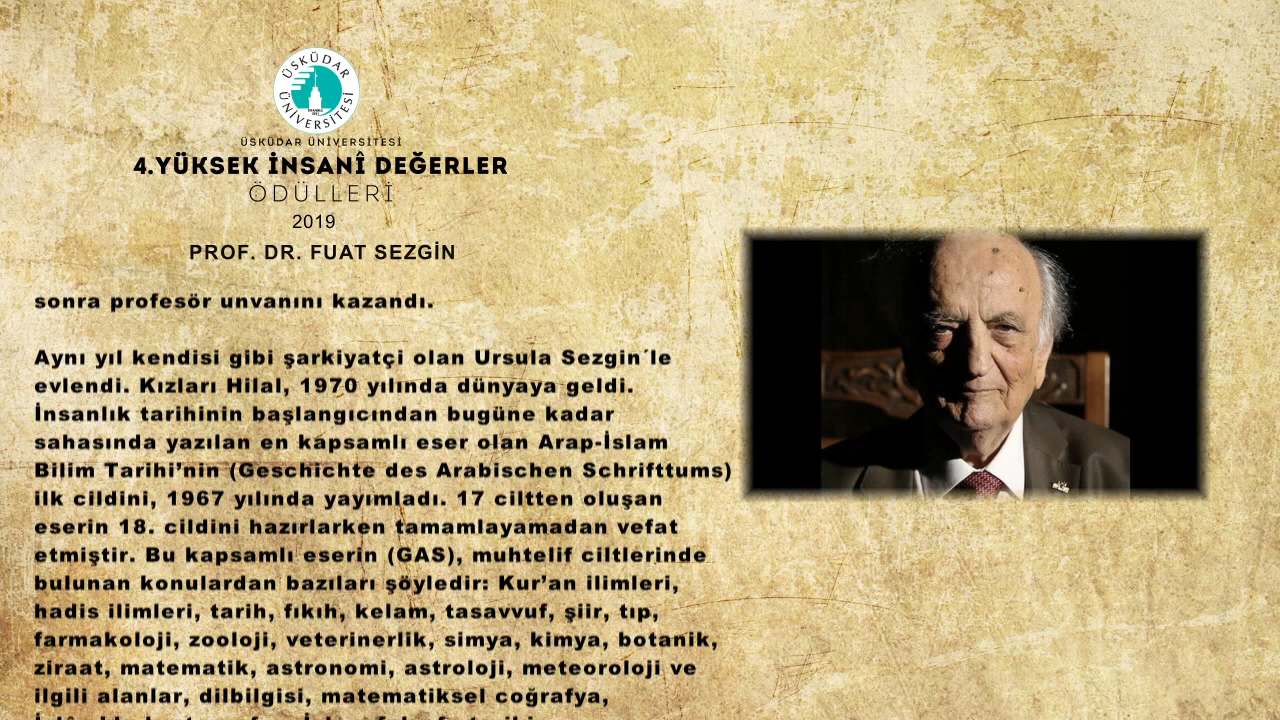 ÜSKÜDAR
ÜNİVERSİTESİ
İSTANBUL
2011
ÜSKÜDAR ÜNİVERSİTESİ
4.YÜKSEK İNSANÎ DEĞERLER
ÖDÜLLERİ
2019
PROF. DR. FUAT SEZGİN
sonra profesör unvanını kazandı.
Aynı yıl kendisi gibi şarkiyatçi olan Ursula Sezgin´le
evlendi. Kızları Hilal, 1970 yılında dünyaya geldi.
İnsanlık tarihinin başlangıcından bugüne kadar
sahasında yazılan en kapsamlı eser olan Arap-İslam
Bilim Tarihi’nin (Geschichte des Arabischen Schrifttums)
ilk cildini, 1967 yılında yayımladı. 17 ciltten oluşan
eserin 18. cildini hazırlarken tamamlayamadan vefat
etmiştir. Bu kapsamlı eserin (GAS), muhtelif ciltlerinde
bulunan konulardan bazıları şöyledir: Kur’an ilimleri,
hadis ilimleri, tarih, fıkıh, kelam, tasavvuf, şiir, tıp,
farmakoloji, zooloji, veterinerlik, simya, kimya, botanik,
ziraat, matematik, astronomi, astroloji, meteoroloji ve
ilgili alanlar, dilbilgisi, matematiksel coğrafya,